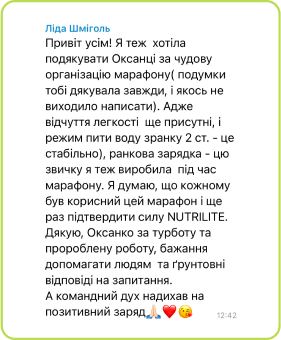 Ліда Шміголь
Привіт усім! Я теж хотіла
подякувати Оксанці за чудову
організацію марафону( подумки
тобі дякувала завжди, і якось не
виходило написати). Адже
відчуття легкості ще присутні, і
режим пити воду зранку 2 ст. - це
стабільно), ранкова зарядка - цю
звичку я теж виробила під час
марафону. Я думаю, що кожному
був корисний цей марафон і ще
раз підтвердити силу NUTRILITE.
Дякую, Оксанко за турботу та
пророблену роботу, бажання
допомагати людям та ґрунтовні
відповіді на запитання.
А командний дух надихав на
позитивний заряд🙏🏻❤️😘
12:42